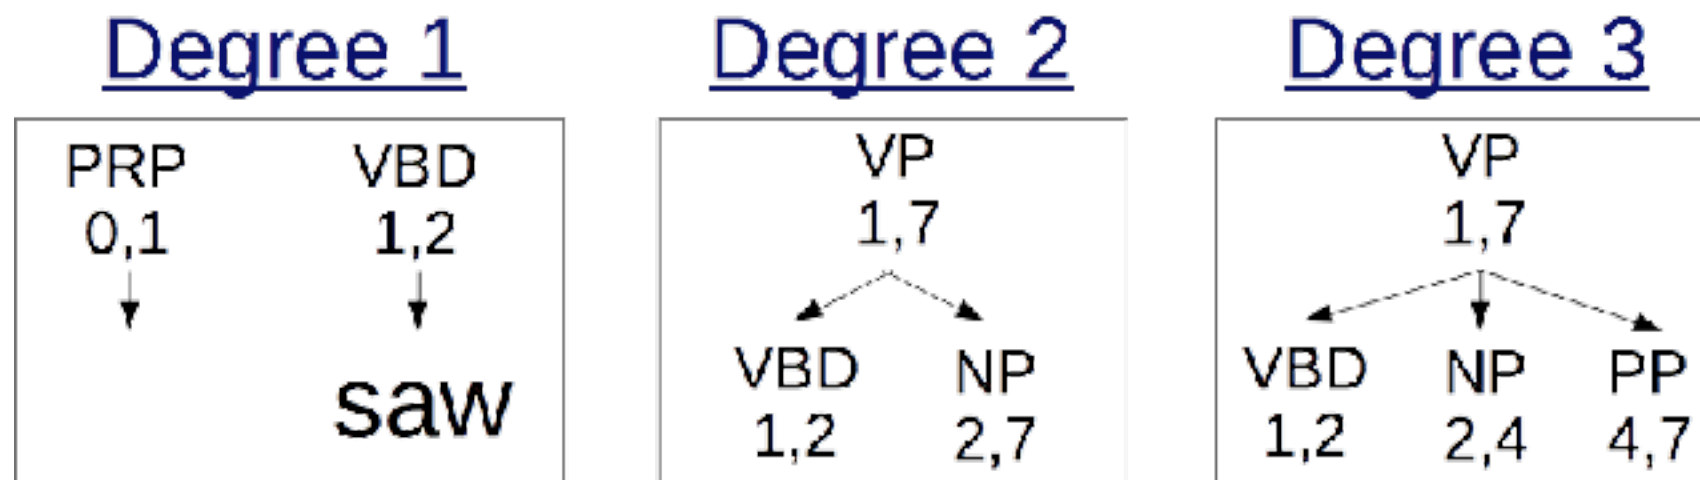 Degree 1
Degree 2
Degree 3
PRP
VBD
0,1
1,2
saw
VP
1,7
VBD
NP
1,2
2,7
VP
1,7
VBD
NP
PP
1,2
2,4
4,7